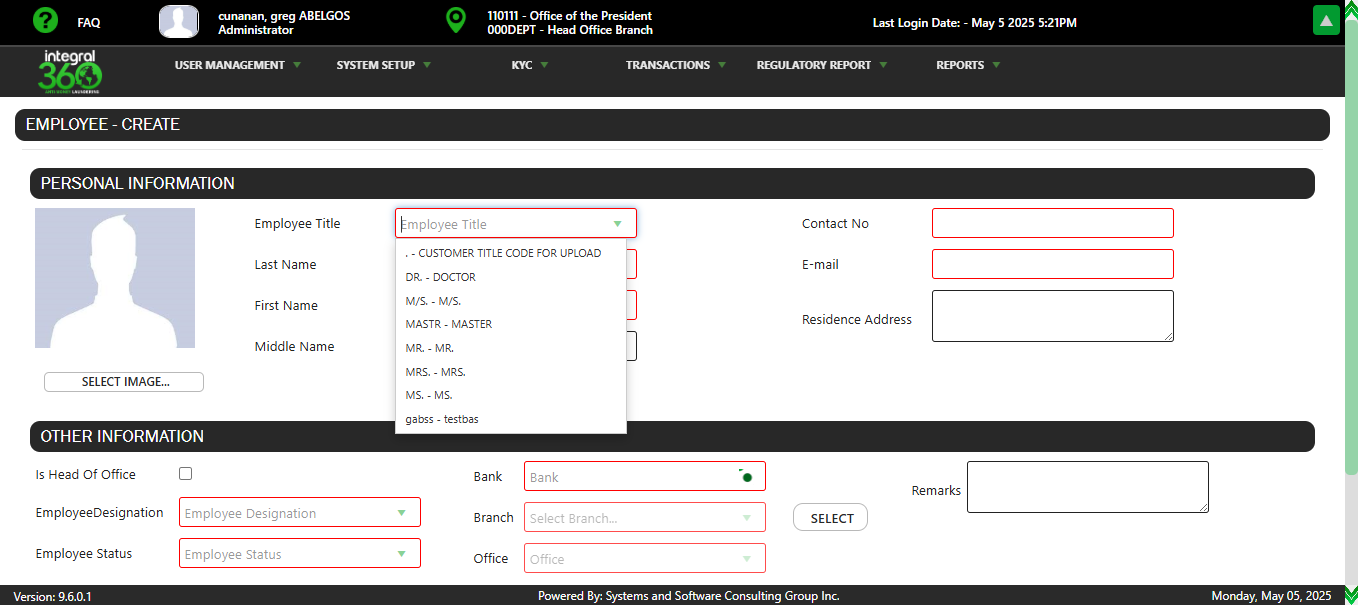 ?
FAQ
cunanan, greg ABELGOS
Administrator
110111 - Office of the President
000DEPT - Head Office Branch
Last Login Date: - May 5 2025 5:21PM
integral
360
USER MANAGEMENT
SYSTEM SETUP
KYC
TRANSACTIONS
REGULATORY REPORT
REPORTS
EMPLOYEE - CREATE
PERSONAL INFORMATION
Employee Title
Employee Title
Contact No
. - CUSTOMER TITLE CODE FOR UPLOAD
DR. - DOCTOR
M/S. - M/S.
MASTR - MASTER
MR. - MR.
MRS. - MRS.
MS. - MS.
gabss - testbas
Last Name
E-mail
First Name
Residence Address
Middle Name
SELECT IMAGE...
OTHER INFORMATION
Is Head Of Office
Bank
Bank
Remarks
EmployeeDesignation
Employee Designation
Branch
Select Branch...
SELECT
Employee Status
Employee Status
Office
Office
Version: 9.6.0.1
Powered By: Systems and Software Consulting Group Inc.
Monday, May 05, 2025